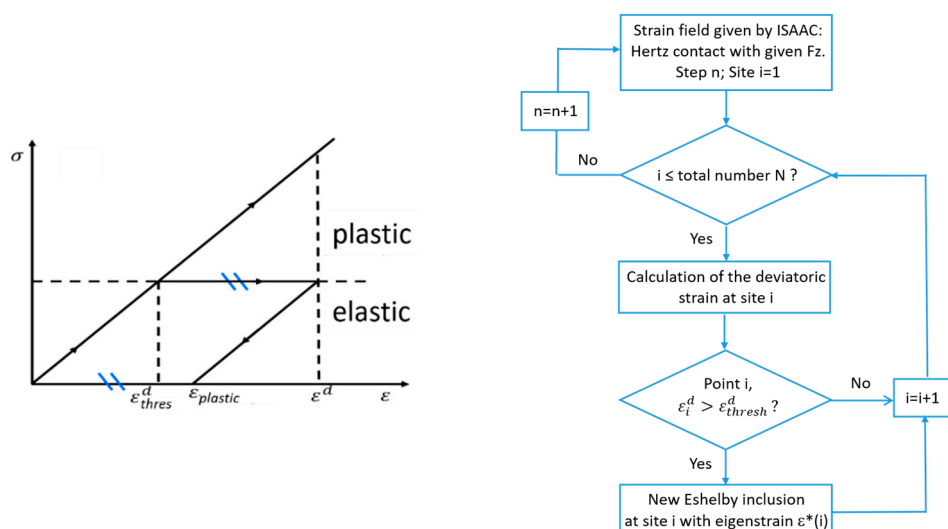 σ
plastic
elastic
ε^d_thres
ε_plastic
ε^d
ε
Strain field given by ISAAC:
Hertz contact with given Fz.
Step n; Site i=1
n=n+1
No
i ≤ total number N ?
Yes
Calculation of the deviatoric
strain at site i
Point i,
ε_i^d > ε^d_thresh ?
No
i=i+1
Yes
New Eshelby inclusion
at site i with eigenstrain ε*(i)